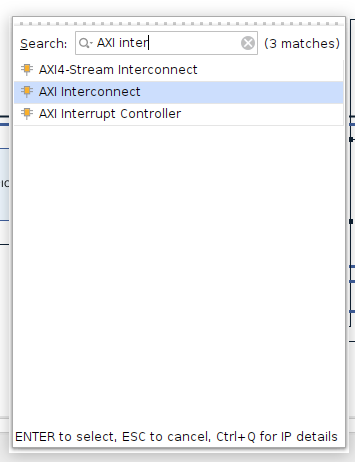 Search: AXI inter (3 matches)
AXI4-Stream Interconnect
AXI Interconnect
AXI Interrupt Controller
ENTER to select, ESC to cancel, Ctrl+Q for IP details